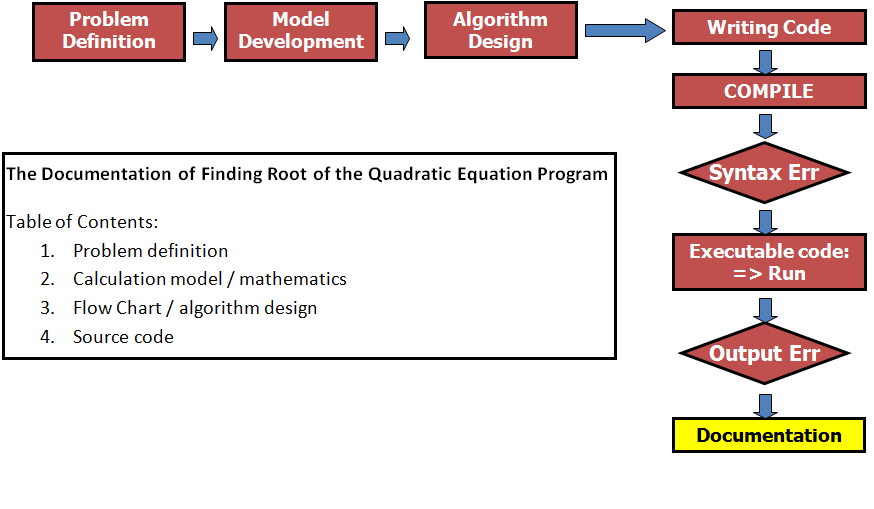 Problem
Definition
Model
Development
Algorithm
Design
Writing Code
COMPILE
Syntax Err
Executable code:
=> Run
Output Err
Documentation
The Documentation of Finding Root of the Quadratic Equation Program
Table of Contents:
1. Problem definition
2. Calculation model / mathematics
3. Flow Chart / algorithm design
4. Source code